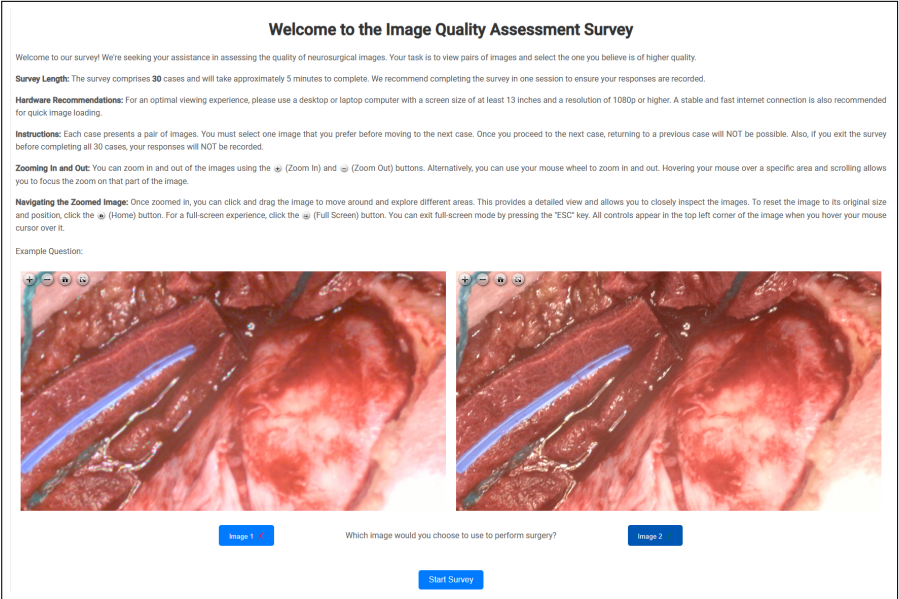 Welcome to the Image Quality Assessment Survey
Welcome to our survey! We're seeking your assistance in assessing the quality of neurosurgical images. Your task is to view pairs of images and select the one you believe is of higher quality.
Survey Length: The survey comprises 30 cases and will take approximately 5 minutes to complete. We recommend completing the survey in one session to ensure your responses are recorded.
Hardware Recommendations: For an optimal viewing experience, please use a desktop or laptop computer with a screen size of at least 13 inches and a resolution of 1080p or higher. A stable and fast internet connection is also recommended
for quick image loading.
Instructions: Each case presents a pair of images. You must select one image that you prefer before moving to the next case. Once you proceed to the next case, returning to a previous case will NOT be possible. Also, if you exit the survey
before completing all 30 cases, your responses will NOT be recorded.
Zooming In and Out: You can zoom in and out of the images using the (Zoom In) and (Zoom Out) buttons. Alternatively, you can use your mouse wheel to zoom in and out. Hovering your mouse over a specific area and scrolling allows
you to focus the zoom on that part of the image.
Navigating the Zoomed Image: Once zoomed in, you can click and drag the image to move around and explore different areas. This provides a detailed view and allows you to closely inspect the images. To reset the image to its original size
and position, click the (Home) button. For a full-screen experience, click the (Full Screen) button. You can exit full-screen mode by pressing the "ESC" key. All controls appear in the top left corner of the image when you hover your mouse
cursor over it.
Example Question:
Image 1 Which image would you choose to use to perform surgery? Image 2
Start Survey